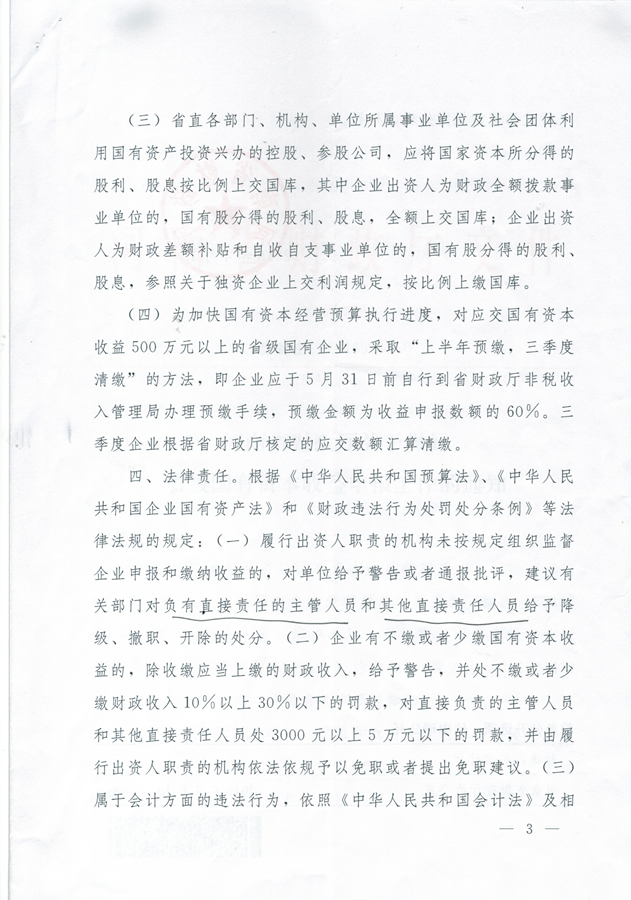 （三）省直各部门、机构、单位所属事业单位及社会团体利
用国有资产投资兴办的控股、参股公司，应将国家资本所分得的
股利、股息按比例上交国库，其中企业出资人为财政全额拨款事
业单位的，国有股分得的股利、股息，全额上交国库；企业出资
人为财政差额补贴和自收自支事业单位的，国有股分得的股利、
股息，参照关于独资企业上交利润规定，按比例上缴国库。
（四）为加快国有资本经营预算执行进度，对应交国有资本
收益500万元以上的省级国有企业，采取“上半年预缴，三季度
清缴”的方法，即企业应于5月31日前自行到省财政厅非税收
入管理局办理预缴手续，预缴金额为收益申报数额的60%。三
季度企业根据省财政厅核定的应交数额汇算清缴。
四、法律责任。根据《中华人民共和国预算法》、《中华人民
共和国企业国有资产法》和《财政违法行为处罚处分条例》等法
律法规的规定：（一）履行出资人职责的机构未按规定组织监督
企业申报和缴纳收益的，对单位给予警告或者通报批评，建议有
关部门对负有直接责任的主管人员和其他直接责任人员给予降
级、撤职、开除的处分。（二）企业有不缴或者少缴国有资本收
益的，除收缴应当上缴的财政收入，给予警告，并处不缴或者少
缴财政收入10%以上30%以下的罚款，对直接负责的主管人员
和其他直接责任人员处3000元以上5万元以下的罚款，并由履
行出资人职责的机构依法依规予以免职或者提出免职建议。（三）
属于会计方面的违法行为，依照《中华人民共和国会计法》及相
— 3 —